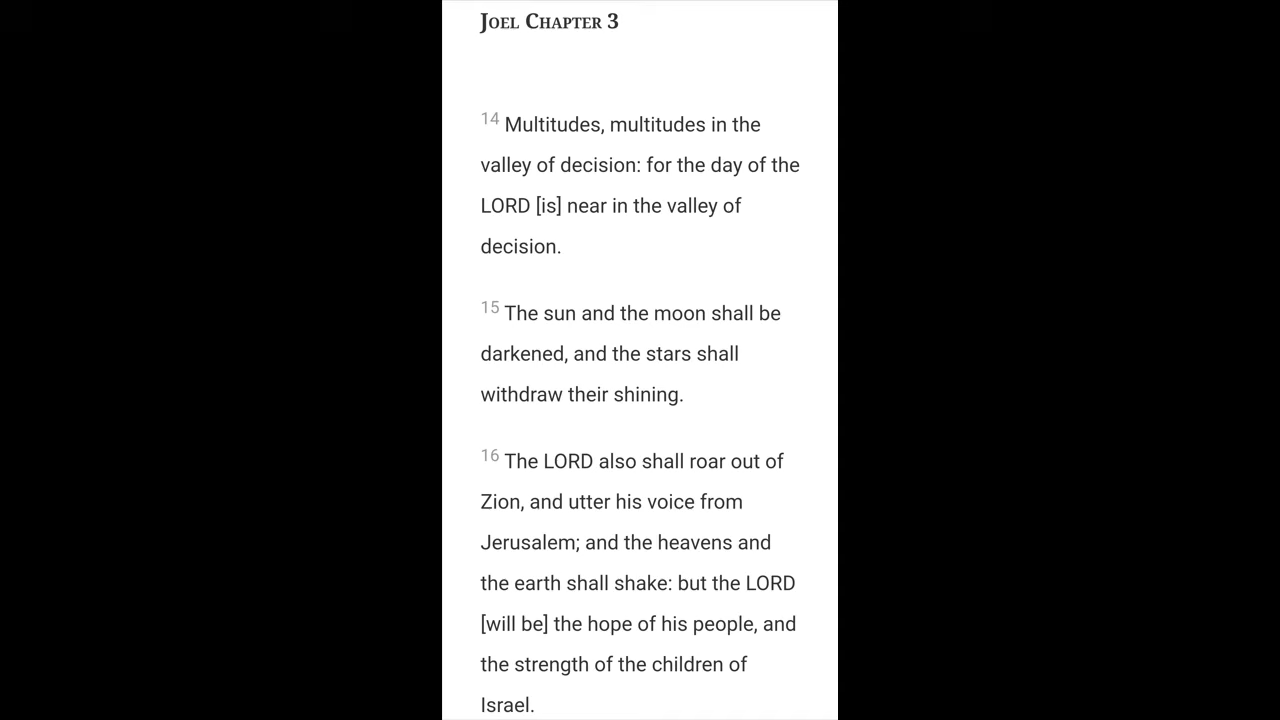 Joel Chapter 3
14 Multitudes, multitudes in the
valley of decision: for the day of the
LORD [is] near in the valley of
decision.
15 The sun and the moon shall be
darkened, and the stars shall
withdraw their shining.
16 The LORD also shall roar out of
Zion, and utter his voice from
Jerusalem; and the heavens and
the earth shall shake: but the LORD
[will be] the hope of his people, and
the strength of the children of
Israel.